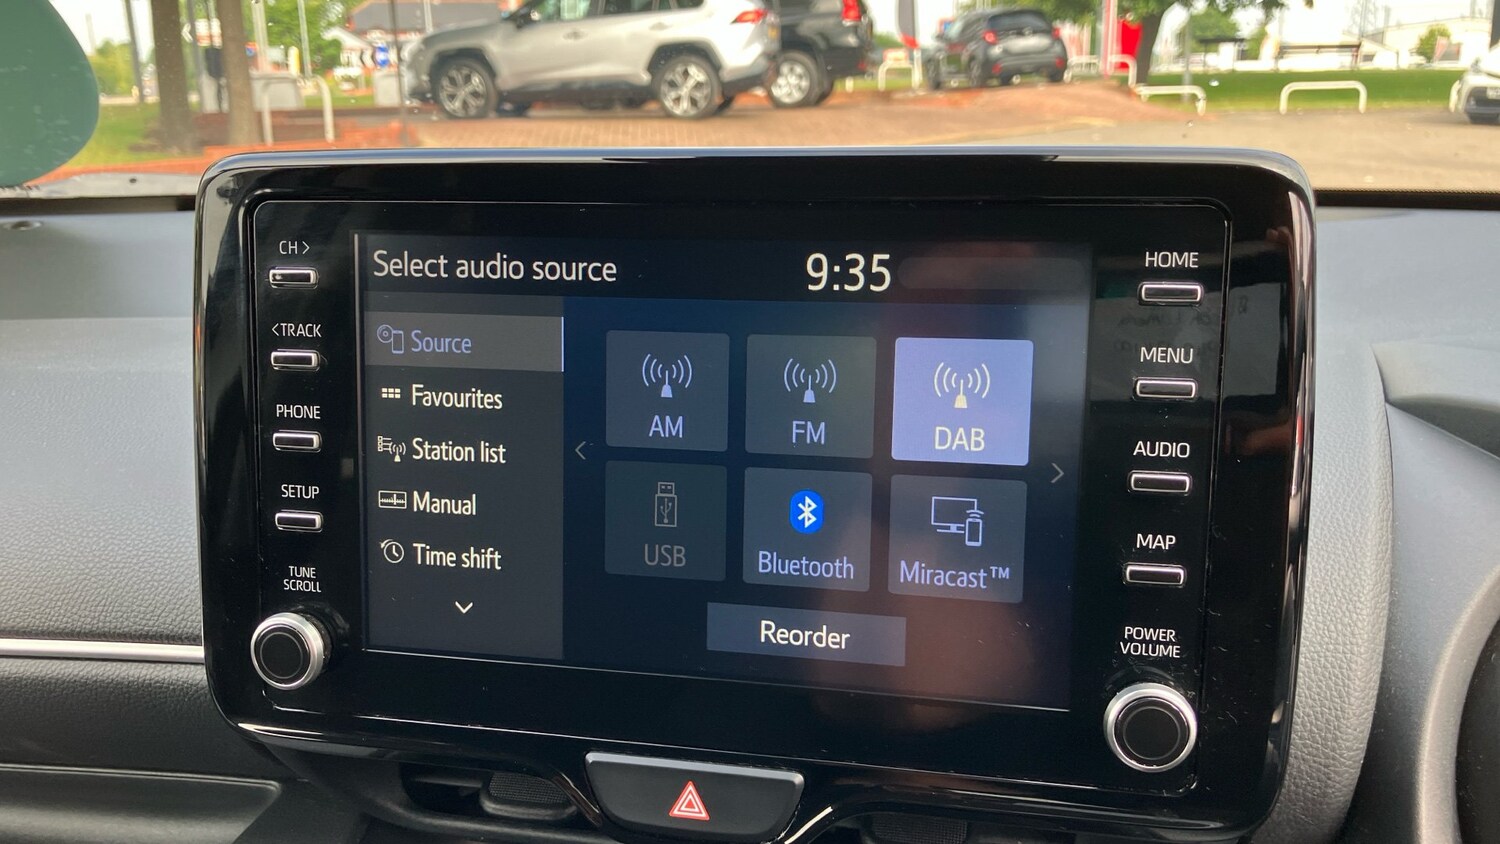 CH >
<TRACK
PHONE
SETUP
TUNE
SCROLL
Select audio source
9:35
Source
Favourites
Station list
Manual
Time shift
AM
FM
DAB
USB
Bluetooth
Miracast™
Reorder
HOME
MENU
AUDIO
MAP
POWER
VOLUME